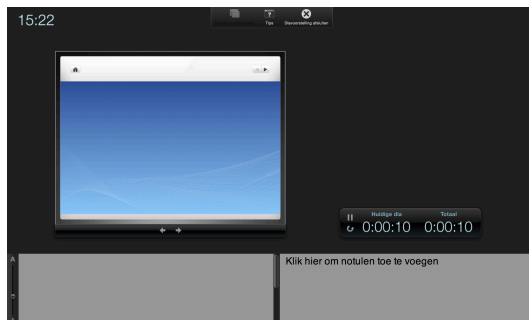 15:22
Tips
Diavoorstelling afsluiten
Huidige dia
Totaal
0:00:10
0:00:10
A
Klik hier om notulen toe te voegen